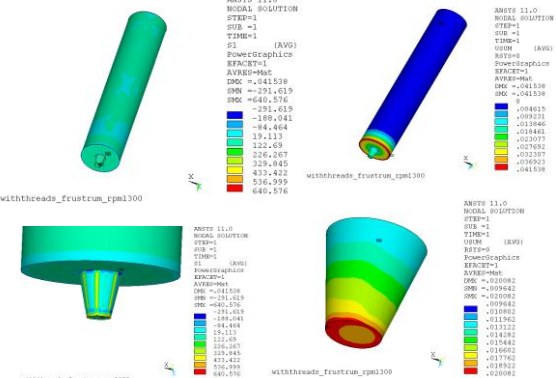 ANSYS 11.0
NODAL SOLUTION
STEP=1
SUB =1
TIME=1
S1 (AVG)
PowerGraphics
EFACET=1
AVRES=Mat
DMX =.041538
SMN =-291.619
SMX =640.576
-291.619
-188.041
-84.464
19.113
122.69
226.267
329.845
433.422
536.999
640.576
X
withthreads_frustrum_rpm1300
ANSYS 11.0
NODAL SOLUTION
STEP=1
SUB =1
TIME=1
USUM (AVG)
RSYS=0
PowerGraphics
EFACET=1
AVRES=Mat
DMX =.041538
SMX =.041538
0
.004615
.009231
.013846
.018461
.023077
.027692
.032307
.036923
.041538
withthreads_frustrum_rpm1300
ANSYS 11.0
NODAL SOLUTION
STEP=1
SUB =1
TIME=1
S1 (AVG)
PowerGraphics
EFACET=1
AVRES=Mat
DMX =.041538
SMN =-291.619
SMX =640.576
-291.619
-188.041
-84.464
19.113
122.69
226.267
329.845
433.422
536.999
640.576
ANSYS 11.0
NODAL SOLUTION
STEP=1
SUB =1
TIME=1
USUM (AVG)
RSYS=0
PowerGraphics
EFACET=1
AVRES=Mat
DMX =.020082
SMN =.009642
SMX =.020082
.009642
.010802
.011962
.013122
.014282
.015442
.016602
.017762
.018922
.020082
withthreads_frustrum_rpm1300